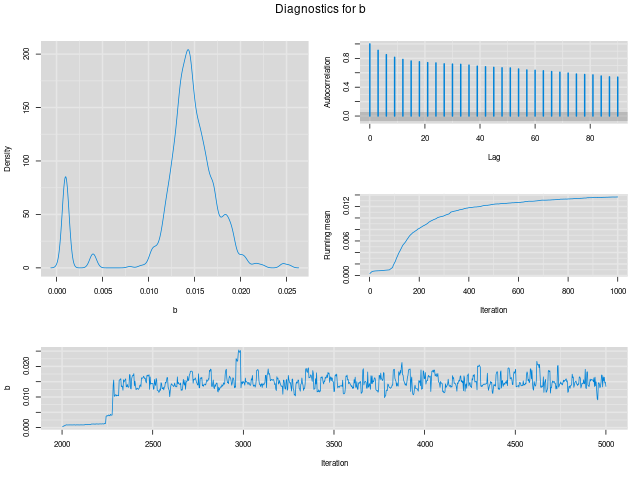 Diagnostics for b
Density
0 50 100 150 200
0.000 0.005 0.010 0.015 0.020 0.025
b
Autocorrelation
0.0 0.4 0.8
0 20 40 60 80
Lag
Running mean
0.000 0.006 0.012
0 200 400 600 800 1000
Iteration
b
0.000 0.010 0.020
2000 2500 3000 3500 4000 4500 5000
Iteration